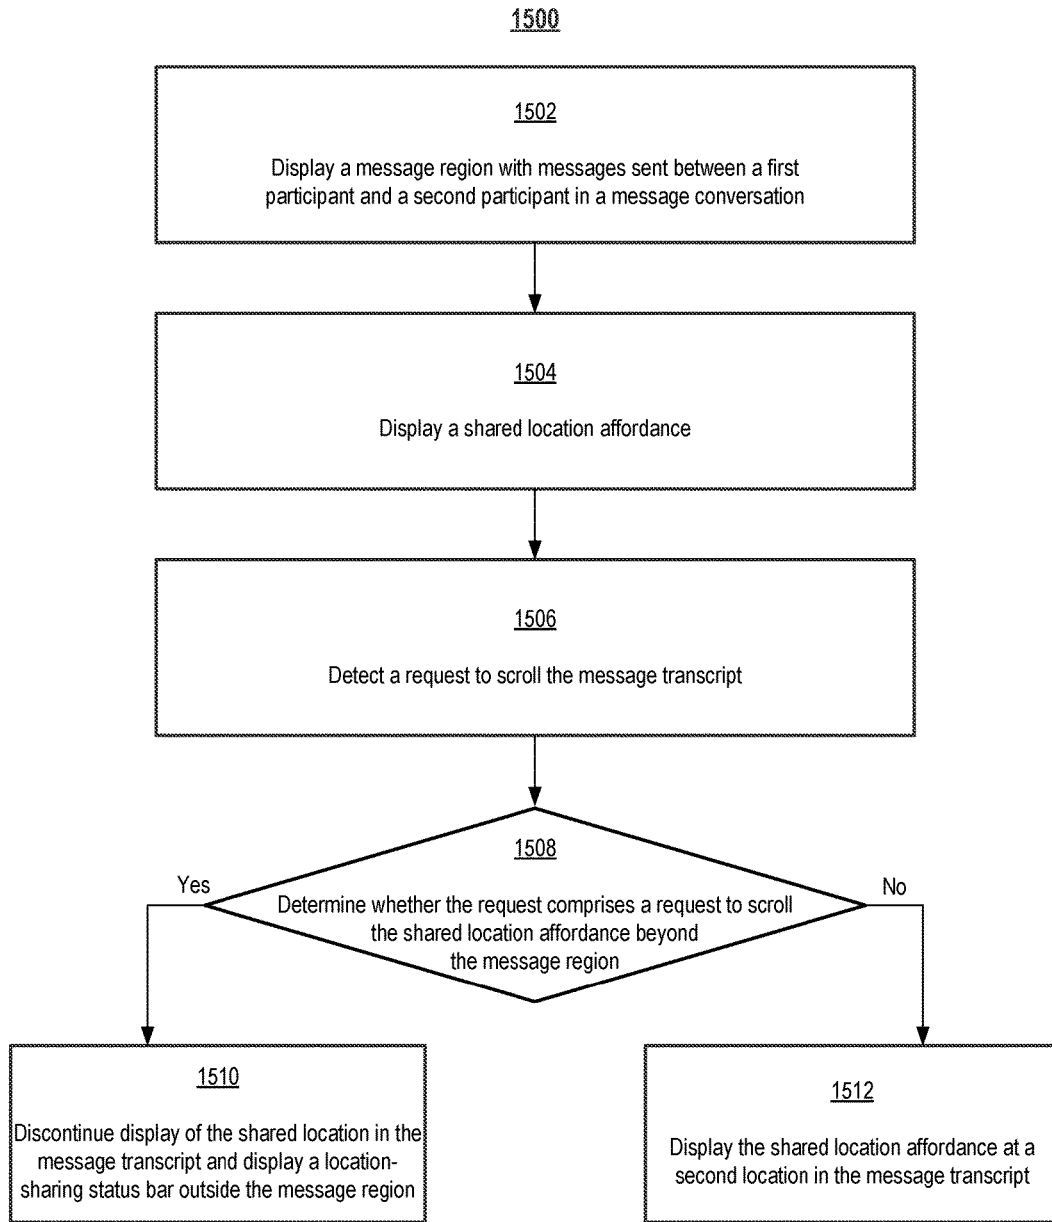 1500
1502
Display a message region with messages sent between a first
participant and a second participant in a message conversation
1504
Display a shared location affordance
1506
Detect a request to scroll the message transcript
1508
Yes
No
Determine whether the request comprises a request to scroll
the shared location affordance beyond
the message region
1510
Discontinue display of the shared location in the
message transcript and display a location-
sharing status bar outside the message region
1512
Display the shared location affordance at a
second location in the message transcript